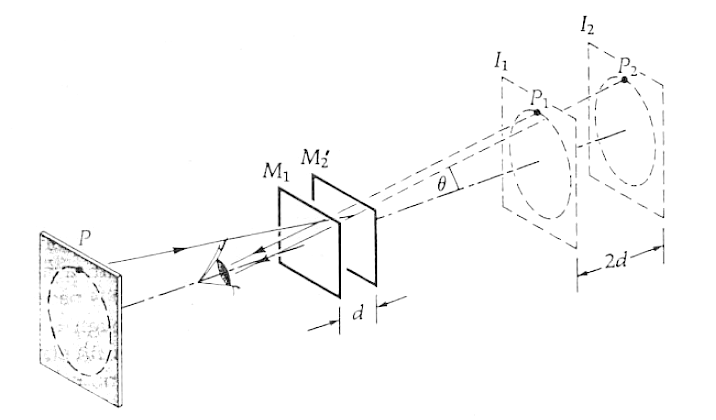 I₂
I₁
P₂
P₁
M₂′
M₁
θ
P
2d
d